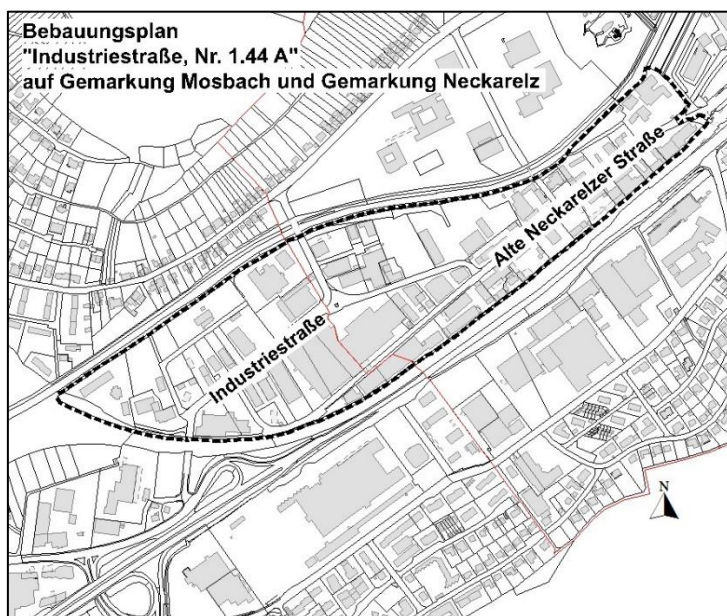 Bebauungsplan
"Industriestraße, Nr. 1.44 A"
auf Gemarkung Mosbach und Gemarkung Neckarelz
Alte Neckarelzer Straße
Industriestraße
N